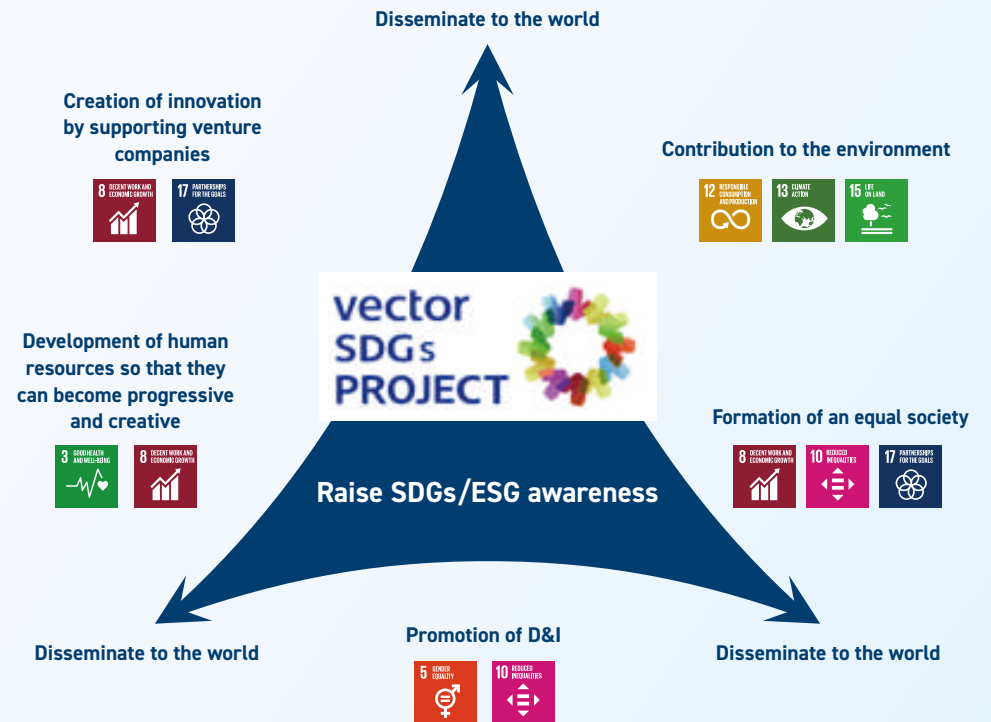 Disseminate to the world
Creation of innovation
by supporting venture
companies
8 DECENT WORK AND
ECONOMIC GROWTH
17 PARTNERSHIPS
FOR THE GOALS
Contribution to the environment
12 RESPONSIBLE
CONSUMPTION
AND PRODUCTION
13 CLIMATE
ACTION
15 LIFE
ON LAND
vector
SDGs
PROJECT
Development of human
resources so that they
can become progressive
and creative
3 GOOD HEALTH
AND WELL-BEING
8 DECENT WORK AND
ECONOMIC GROWTH
Formation of an equal society
8 DECENT WORK AND
ECONOMIC GROWTH
10 REDUCED
INEQUALITIES
17 PARTNERSHIPS
FOR THE GOALS
Raise SDGs/ESG awareness
Disseminate to the world
Promotion of D&I
5 GENDER
EQUALITY
10 REDUCED
INEQUALITIES
Disseminate to the world